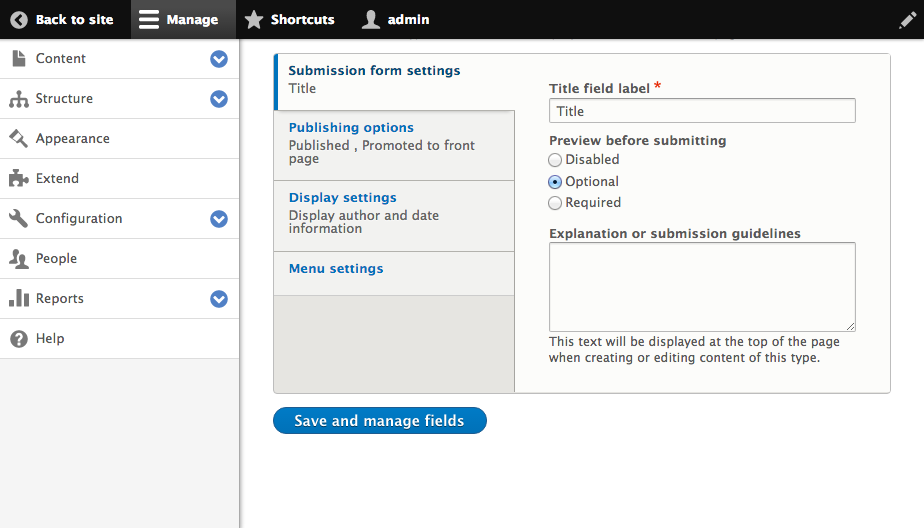 Back to site Manage Shortcuts admin
Content
Structure
Appearance
Extend
Configuration
People
Reports
Help
Submission form settings
Title
Publishing options
Published , Promoted to front
page
Display settings
Display author and date
information
Menu settings
Title field label *
Title
Preview before submitting
Disabled
Optional
Required
Explanation or submission guidelines
This text will be displayed at the top of the page
when creating or editing content of this type.
Save and manage fields